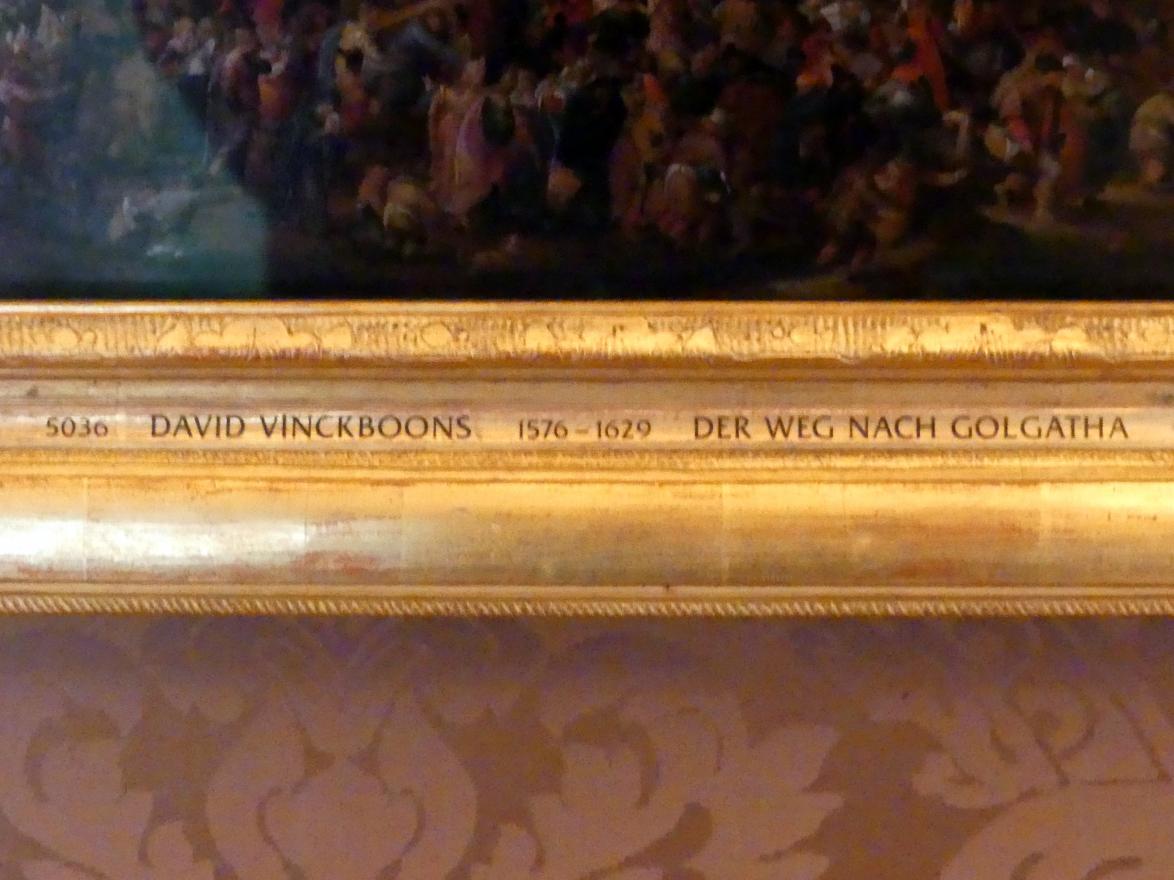 5036 DAVID VINCKBOONS 1576–1629 DER WEG NACH GOLGATHA